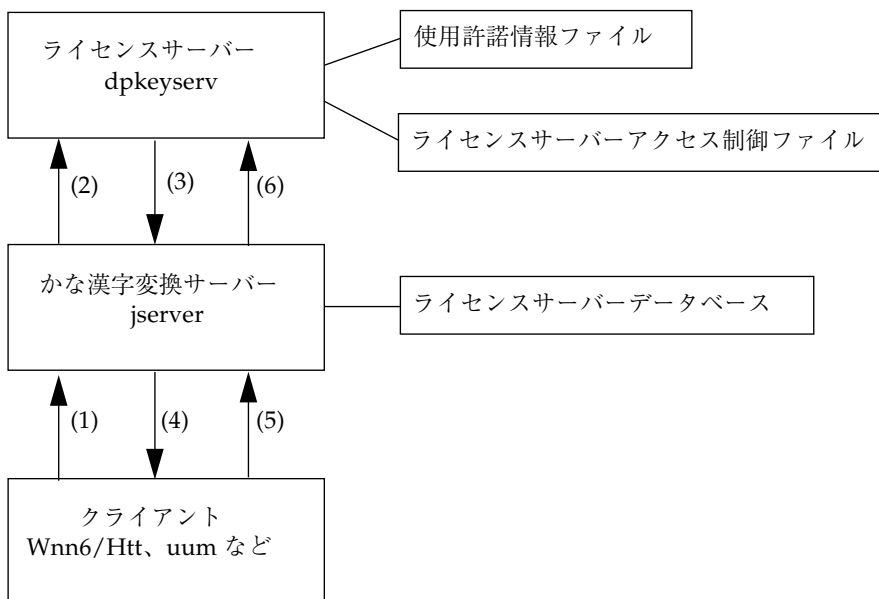 ライセンスサーバー
dpkeyserv
使用許諾情報ファイル
ライセンスサーバーアクセス制御ファイル
(2)
(3)
(6)
かな漢字変換サーバー
jserver
ライセンスサーバーデータベース
(1)
(4)
(5)
クライアント
Wnn6/Htt、uum など